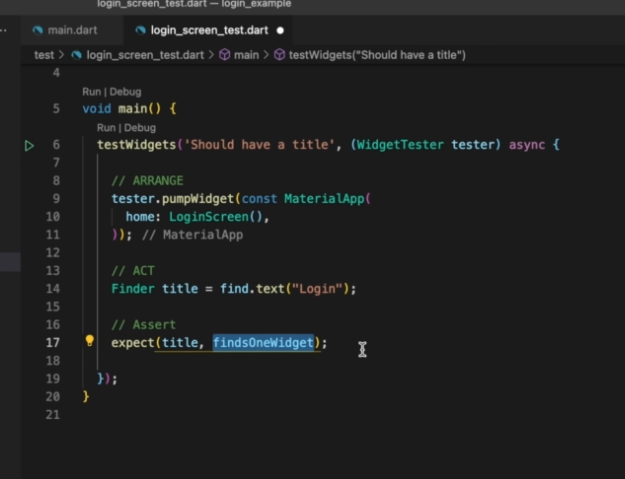 login_screen_test.dart — login_example
main.dart
login_screen_test.dart
test > login_screen_test.dart > main > testWidgets("Should have a title")
4
Run | Debug
5 void main() {
Run | Debug
6 testWidgets('Should have a title', (WidgetTester tester) async {
7
8 // ARRANGE
9 tester.pumpWidget(const MaterialApp(
10 home: LoginScreen(),
11 )); // MaterialApp
12
13 // ACT
14 Finder title = find.text("Login");
15
16 // Assert
17 expect(title, findsOneWidget);
18
19 });
20 }
21